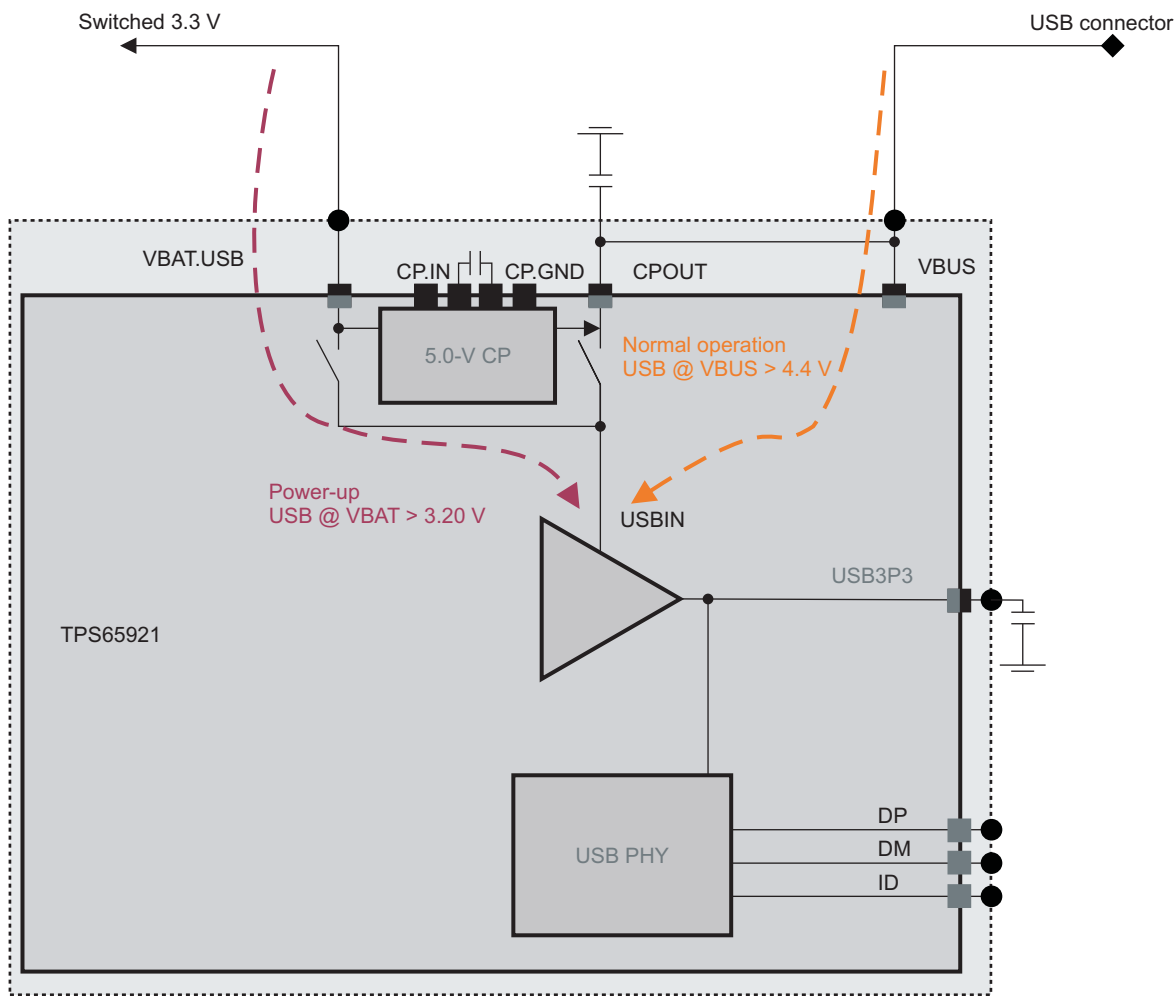 Switched 3.3 V
USB connector
VBAT.USB
CP.IN
CP.GND
CPOUT
VBUS
5.0-V CP
Normal operation
USB @ VBUS > 4.4 V
Power-up
USB @ VBAT > 3.20 V
USBIN
USB3P3
TPS65921
USB PHY
DP
DM
ID